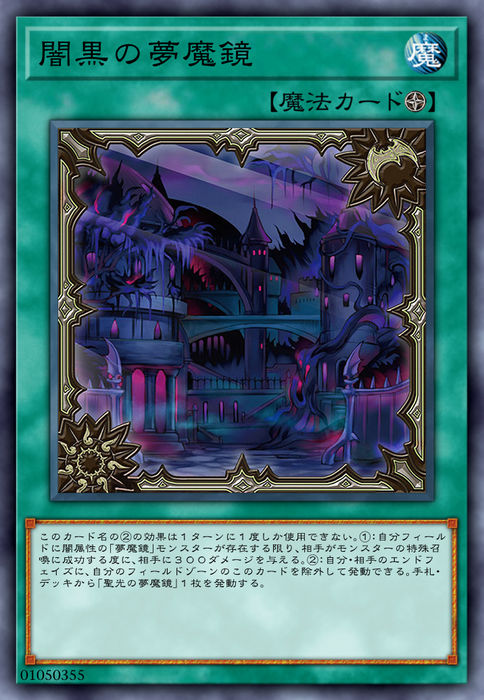 闇黒の夢魔鏡
魔
【魔法カード】
このカード名の②の効果は1ターンに1度しか使用できない。①:自分フィール
ドに闇属性の「夢魔鏡」モンスターが存在する限り、相手がモンスターの特殊召
喚に成功する度に、相手に300ダメージを与える。②:自分・相手のエンドフ
ェイズに、自分のフィールドゾーンのこのカードを除外して発動できる。手札・
デッキから「聖光の夢魔鏡」1枚を発動する。
01050355